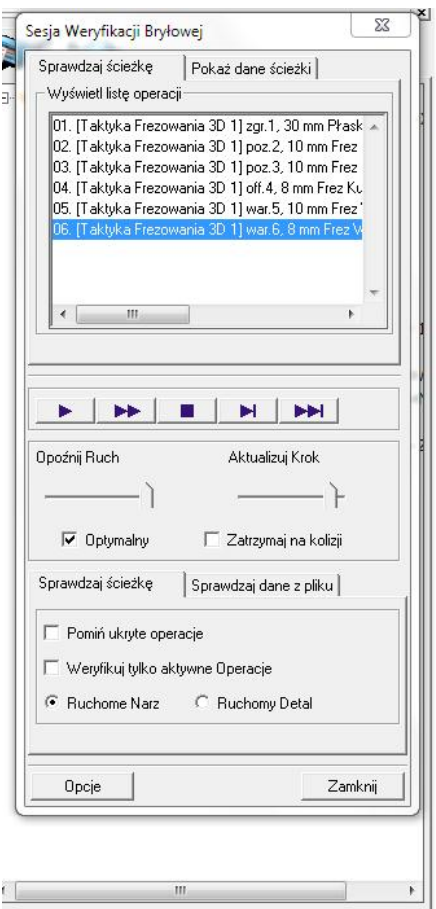 Sesja Weryfikacji Bryłowej
Sprawdzaj ścieżkę Pokaż dane ścieżki
Wyświetl listę operacji
01. [Taktyka Frezowania 3D 1] zgr.1, 30 mm Płask
02. [Taktyka Frezowania 3D 1] poz.2, 10 mm Frez
03. [Taktyka Frezowania 3D 1] poz.3, 10 mm Frez
04. [Taktyka Frezowania 3D 1] off.4, 8 mm Frez Ku
05. [Taktyka Frezowania 3D 1] war.5, 10 mm Frez
06. [Taktyka Frezowania 3D 1] war.6, 8 mm Frez
Opoźnij Ruch Aktualizuj Krok
Optymalny Zatrzymaj na kolizji
Sprawdzaj ścieżkę Sprawdzaj dane z pliku
Pomiń ukryte operacje
Weryfikuj tylko aktywne Operacje
Ruchome Narz Ruchomy Detal
Opcje Zamknij